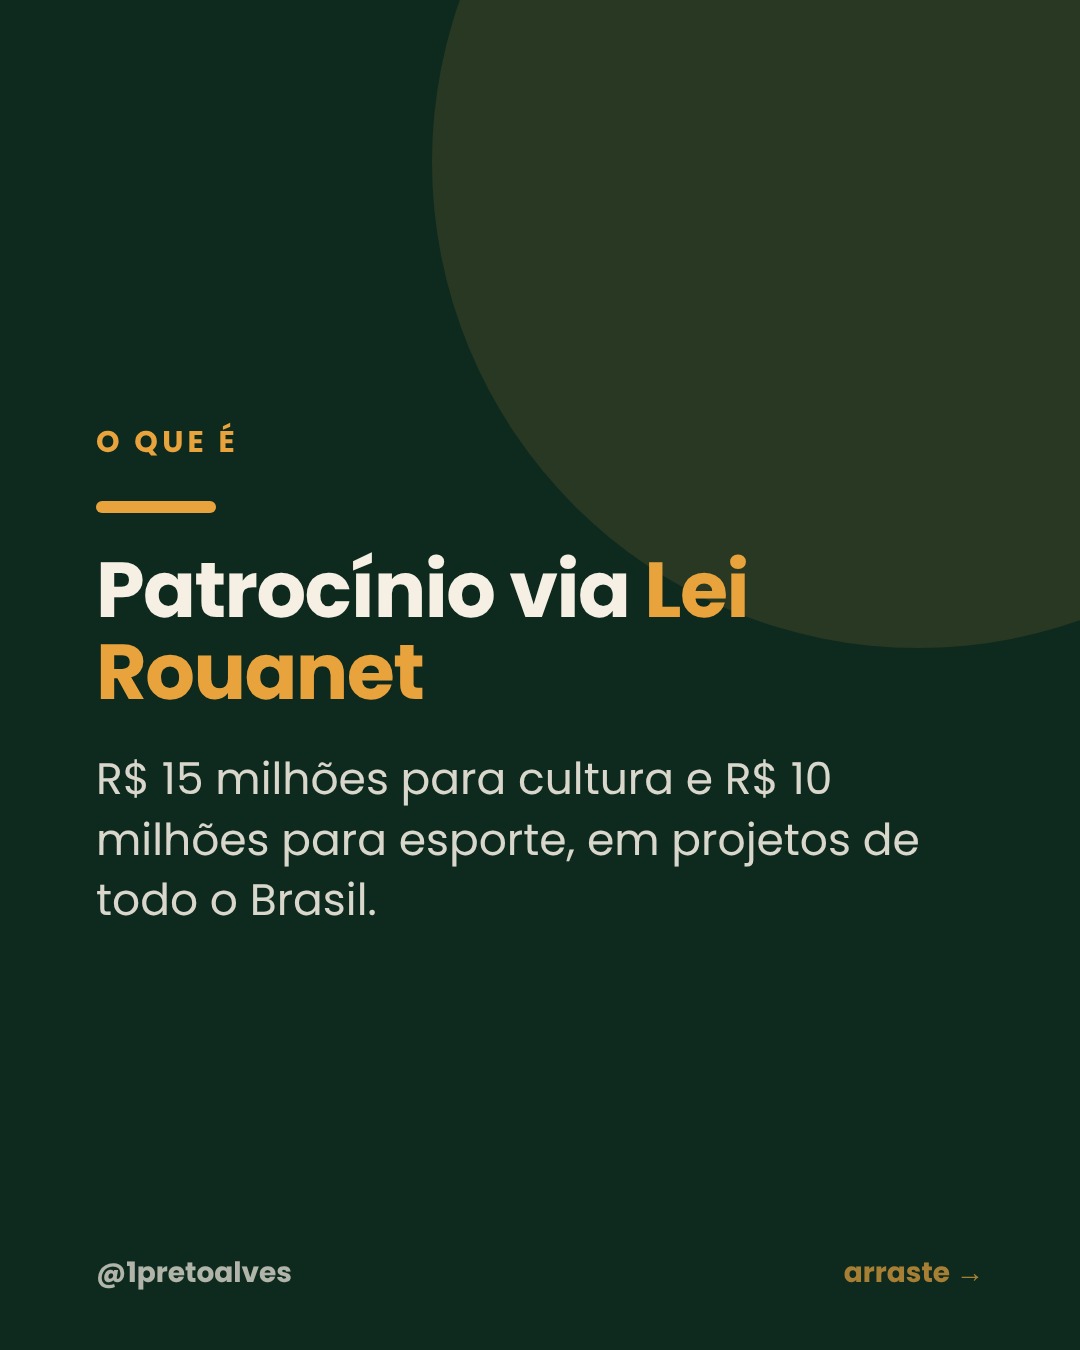 O QUE É
Patrocínio via Lei
Rouanet
R$ 15 milhões para cultura e R$ 10
milhões para esporte, em projetos de
todo o Brasil.
@1pretoalves
arraste →